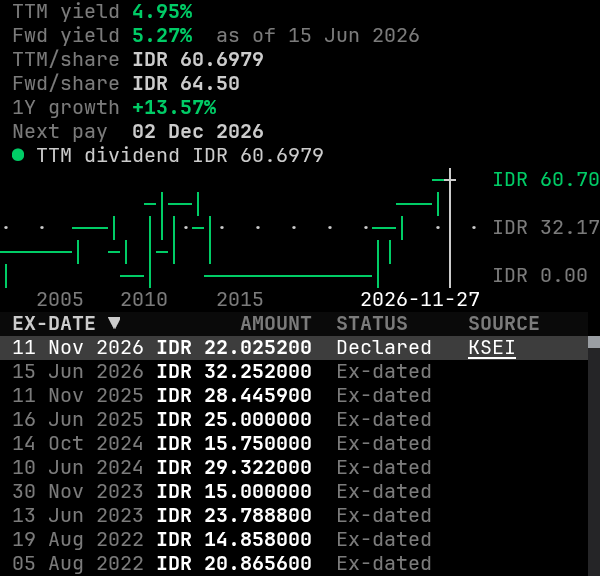 TTM yield 4.95%
Fwd yield 5.27% as of 15 Jun 2026
TTM/share IDR 60.6979
Fwd/share IDR 64.50
1Y growth +13.57%
Next pay 02 Dec 2026
TTM dividend IDR 60.6979
IDR 60.70
IDR 32.17
IDR 0.00
2005 2010 2015 2026-11-27
EX-DATE ▼ AMOUNT STATUS SOURCE
11 Nov 2026 IDR 22.025200 Declared KSEI
15 Jun 2026 IDR 32.252000 Ex-dated
11 Nov 2025 IDR 28.445900 Ex-dated
16 Jun 2025 IDR 25.000000 Ex-dated
14 Oct 2024 IDR 15.750000 Ex-dated
10 Jun 2024 IDR 29.322000 Ex-dated
30 Nov 2023 IDR 15.000000 Ex-dated
13 Jun 2023 IDR 23.788800 Ex-dated
19 Aug 2022 IDR 14.858000 Ex-dated
05 Aug 2022 IDR 20.865600 Ex-dated